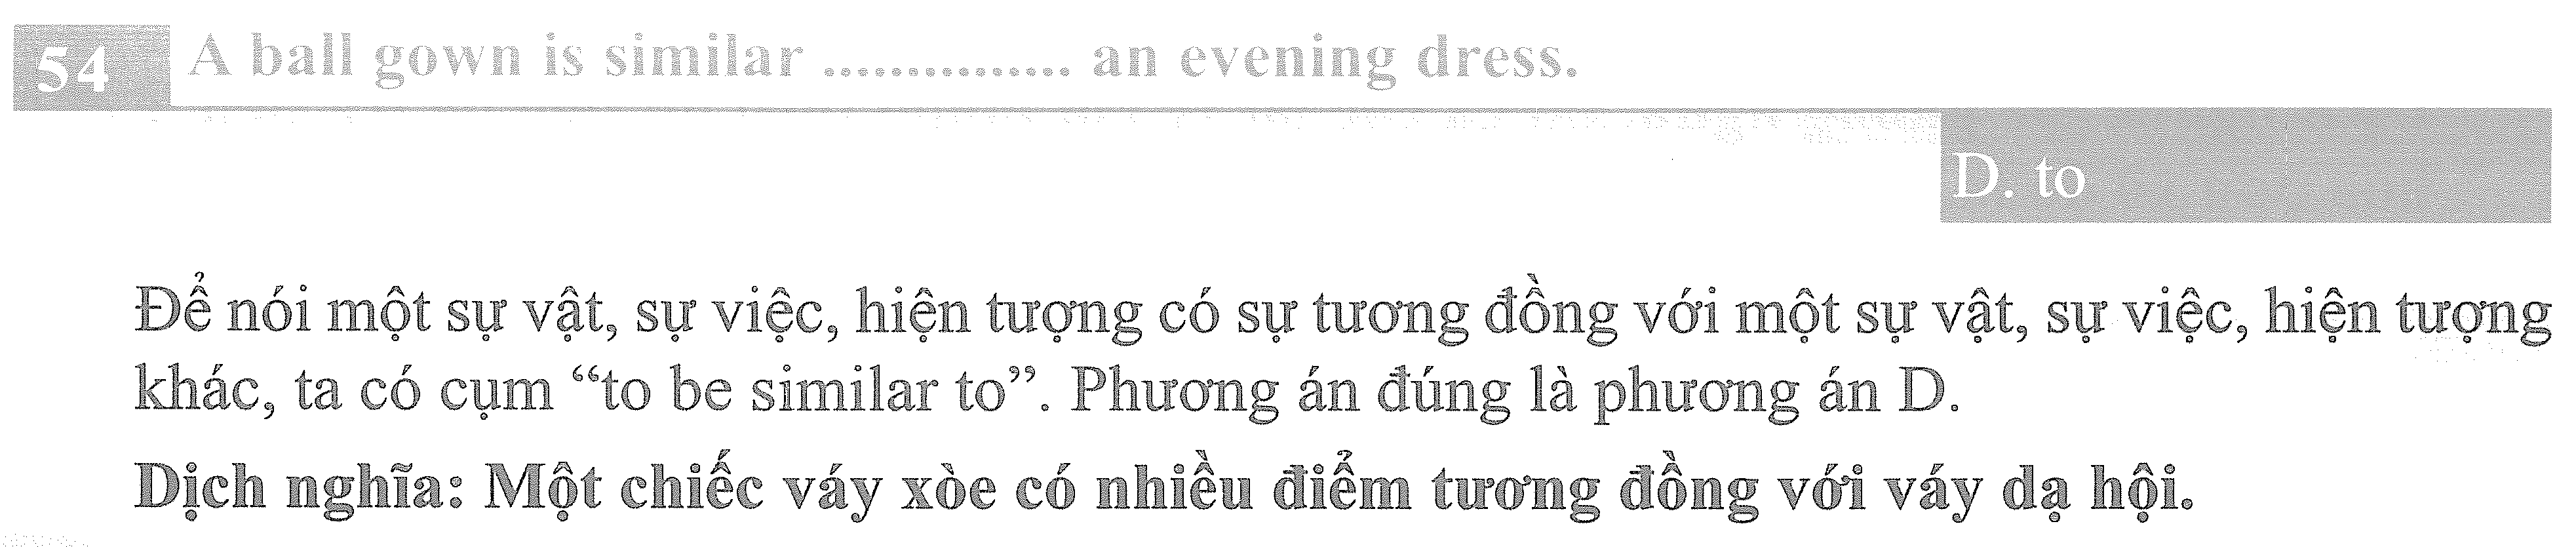 54 A ball gown is similar .............. an evening dress.
D. to
Để nói một sự vật, sự việc, hiện tượng có sự tương đồng với một sự vật, sự việc, hiện tượng
khác, ta có cụm “to be similar to”. Phương án đúng là phương án D.
Dịch nghĩa: Một chiếc váy xòe có nhiều điểm tương đồng với váy dạ hội.